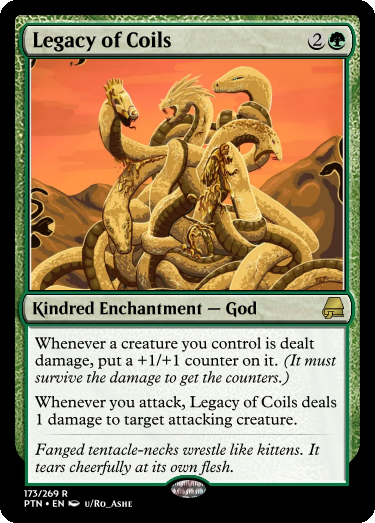 Legacy of Coils 2
Kindred Enchantment — God
Whenever a creature you control is dealt
damage, put a +1/+1 counter on it. (It must
survive the damage to get the counters.)
Whenever you attack, Legacy of Coils deals
1 damage to target attacking creature.
Fanged tentacle-necks wrestle like kittens. It
tears cheerfully at its own flesh.
173/269 R
PTN • EN u/Ro_Ashe